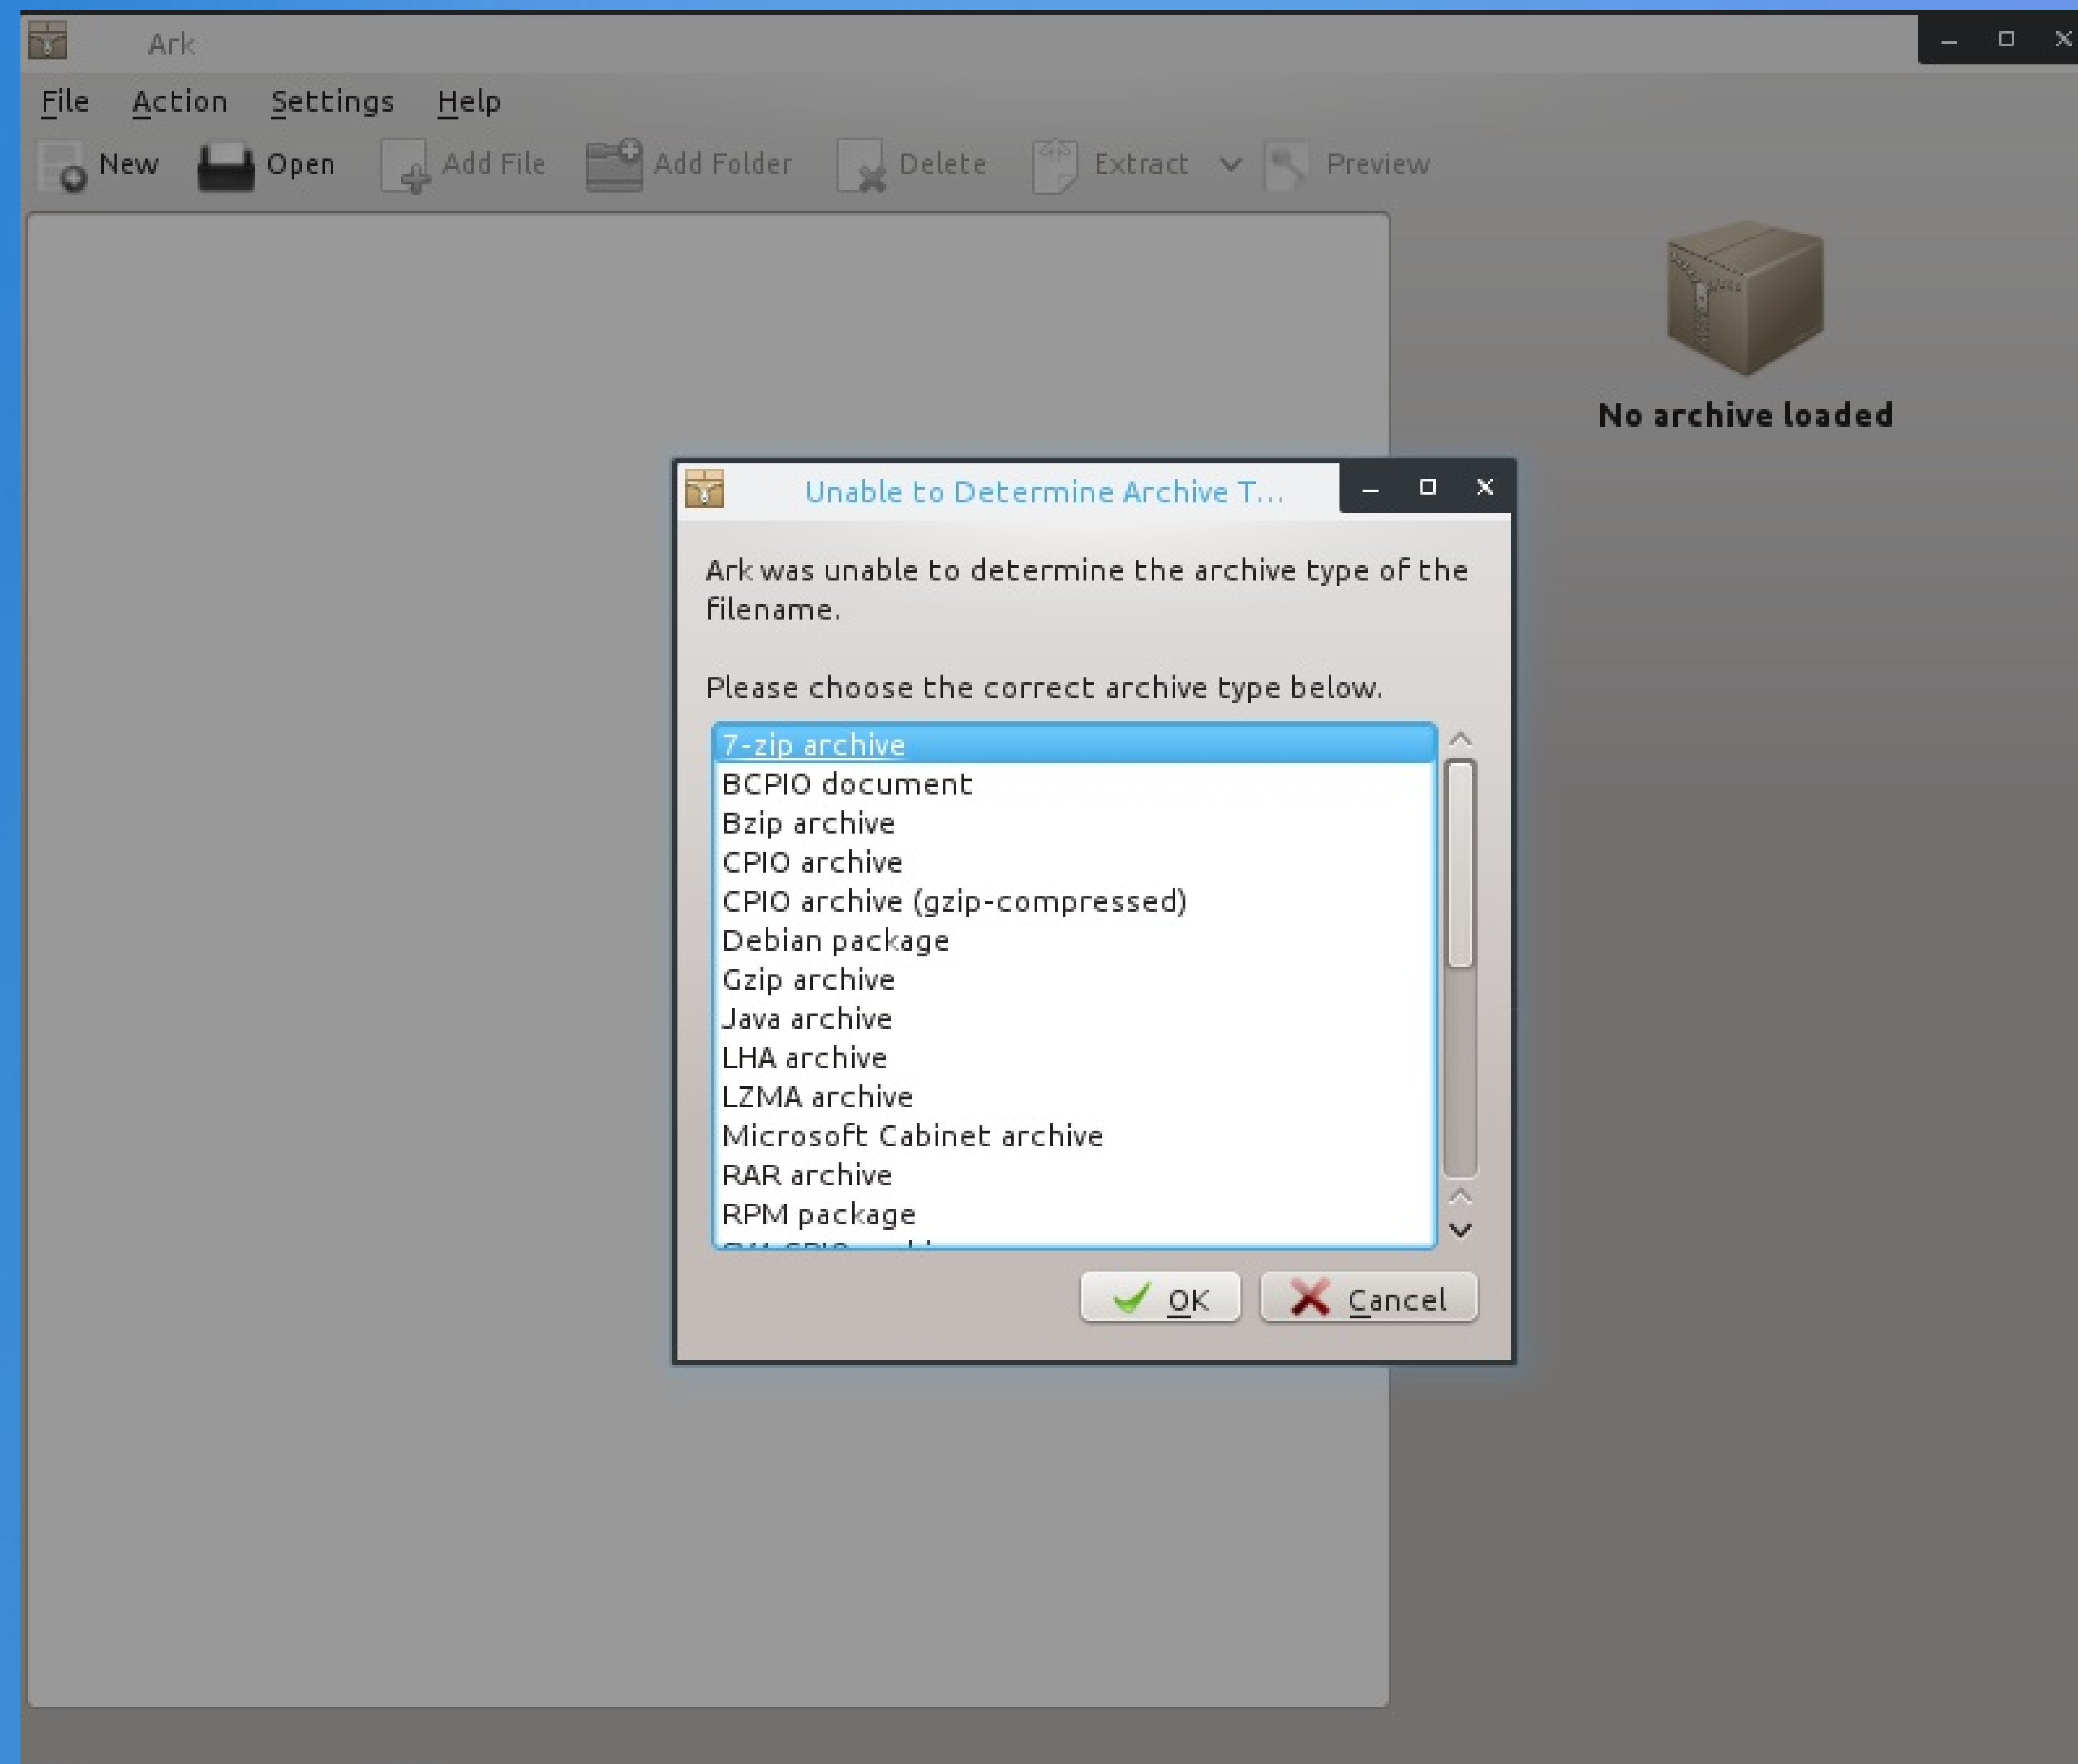 Ark
File Action Settings Help
New Open Add File Add Folder Delete Extract Preview
No archive loaded
Unable to Determine Archive T...
Ark was unable to determine the archive type of the
filename.
Please choose the correct archive type below.
7-zip archive
BCPIO document
Bzip archive
CPIO archive
CPIO archive (gzip-compressed)
Debian package
Gzip archive
Java archive
LHA archive
LZMA archive
Microsoft Cabinet archive
RAR archive
RPM package
OK Cancel